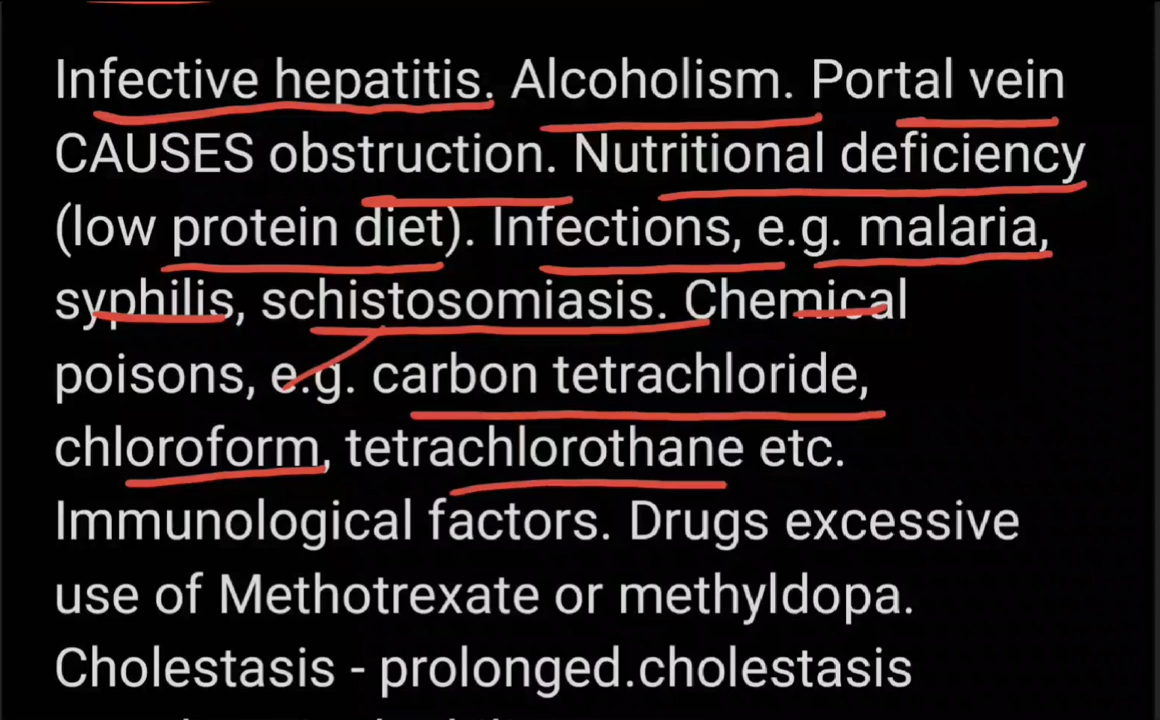 Infective hepatitis. Alcoholism. Portal vein
CAUSES obstruction. Nutritional deficiency
(low protein diet). Infections, e.g. malaria,
syphilis, schistosomiasis. Chemical
poisons, e.g. carbon tetrachloride,
chloroform, tetrachlorothane etc.
Immunological factors. Drugs excessive
use of Methotrexate or methyldopa.
Cholestasis - prolonged.cholestasis